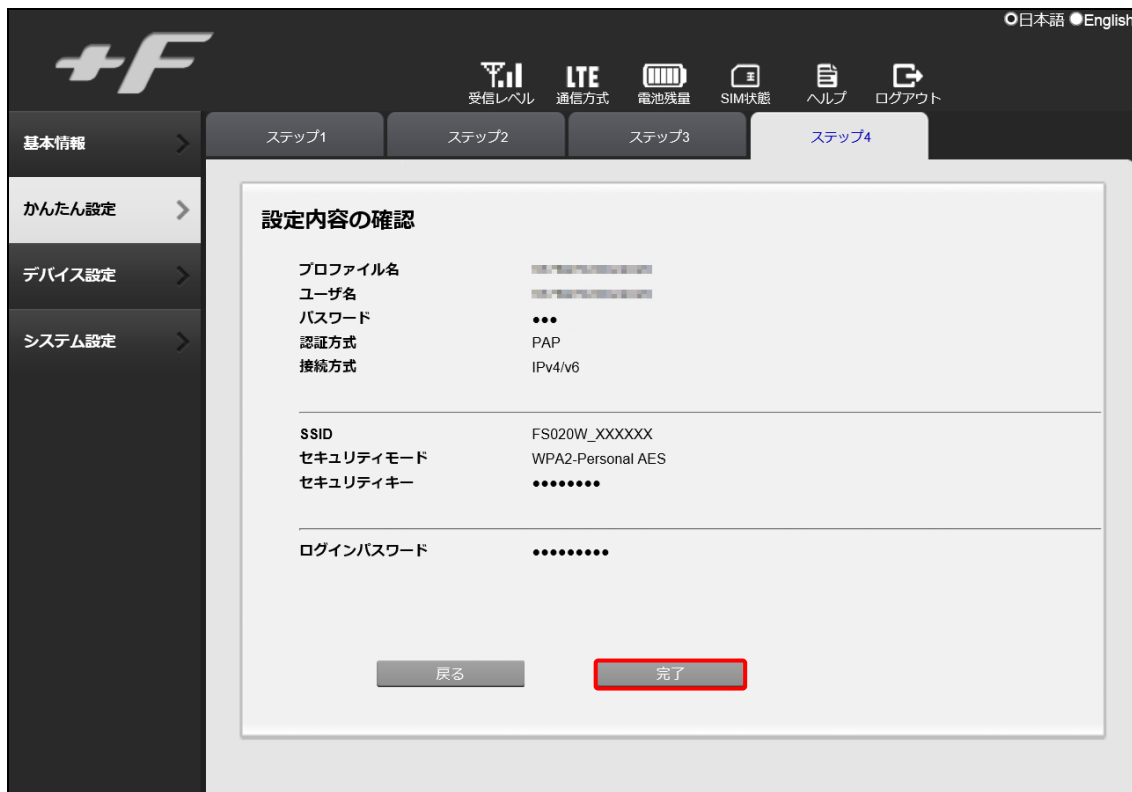 日本語 English
+F
受信レベル LTE 通信方式 電池残量 SIM状態 ヘルプ ログアウト
基本情報 ステップ1 ステップ2 ステップ3 ステップ4
かんたん設定
デバイス設定
システム設定
設定内容の確認
プロファイル名
ユーザ名
パスワード •••
認証方式 PAP
接続方式 IPv4/v6
SSID FS020W_XXXXXX
セキュリティモード WPA2-Personal AES
セキュリティキー ••••••••
ログインパスワード •••••••••
戻る 完了